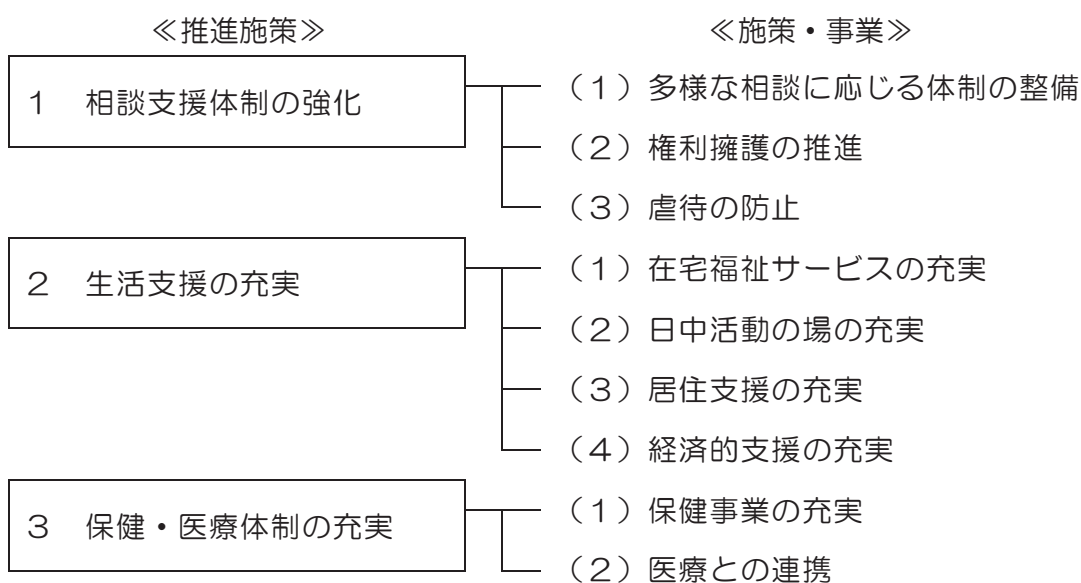 ≪推進施策≫
≪施策・事業≫
１　相談支援体制の強化
（１）多様な相談に応じる体制の整備
（２）権利擁護の推進
（３）虐待の防止
２　生活支援の充実
（１）在宅福祉サービスの充実
（２）日中活動の場の充実
（３）居住支援の充実
（４）経済的支援の充実
３　保健・医療体制の充実
（１）保健事業の充実
（２）医療との連携